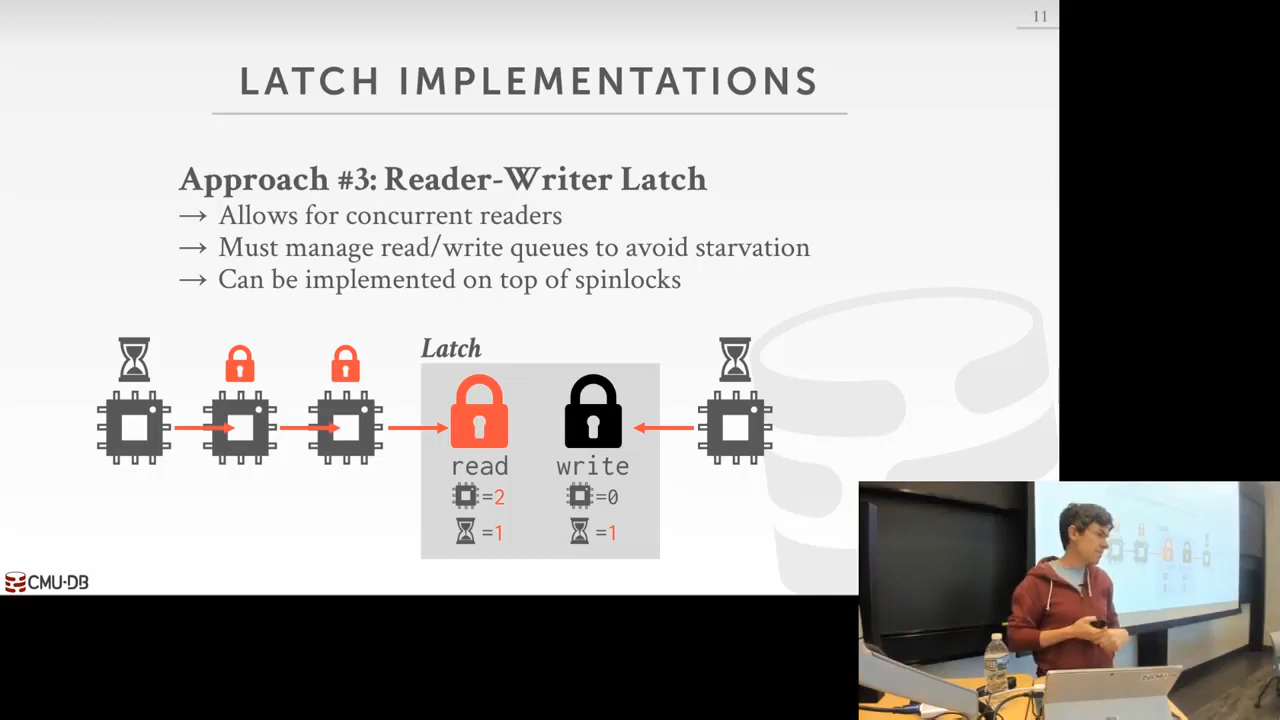 11
LATCH IMPLEMENTATIONS
Approach #3: Reader-Writer Latch
→ Allows for concurrent readers
→ Must manage read/write queues to avoid starvation
→ Can be implemented on top of spinlocks
Latch
read
write
=2
=0
=1
=1
CMU·DB